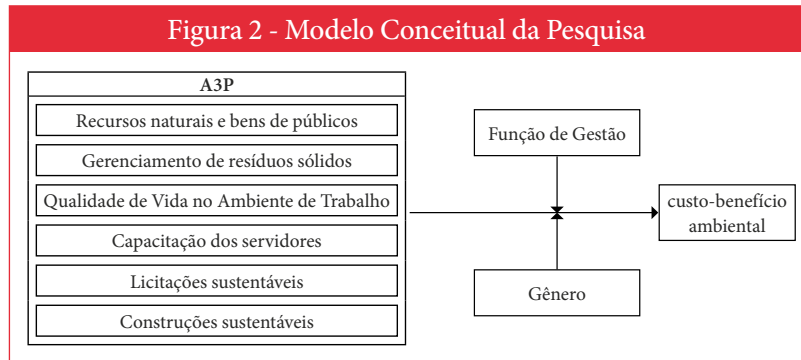 Figura 2 - Modelo Conceitual da Pesquisa
A3P
Recursos naturais e bens de públicos
Gerenciamento de resíduos sólidos
Qualidade de Vida no Ambiente de Trabalho
Capacitação dos servidores
Licitações sustentáveis
Construções sustentáveis
Função de Gestão
Gênero
custo-benefício
ambiental